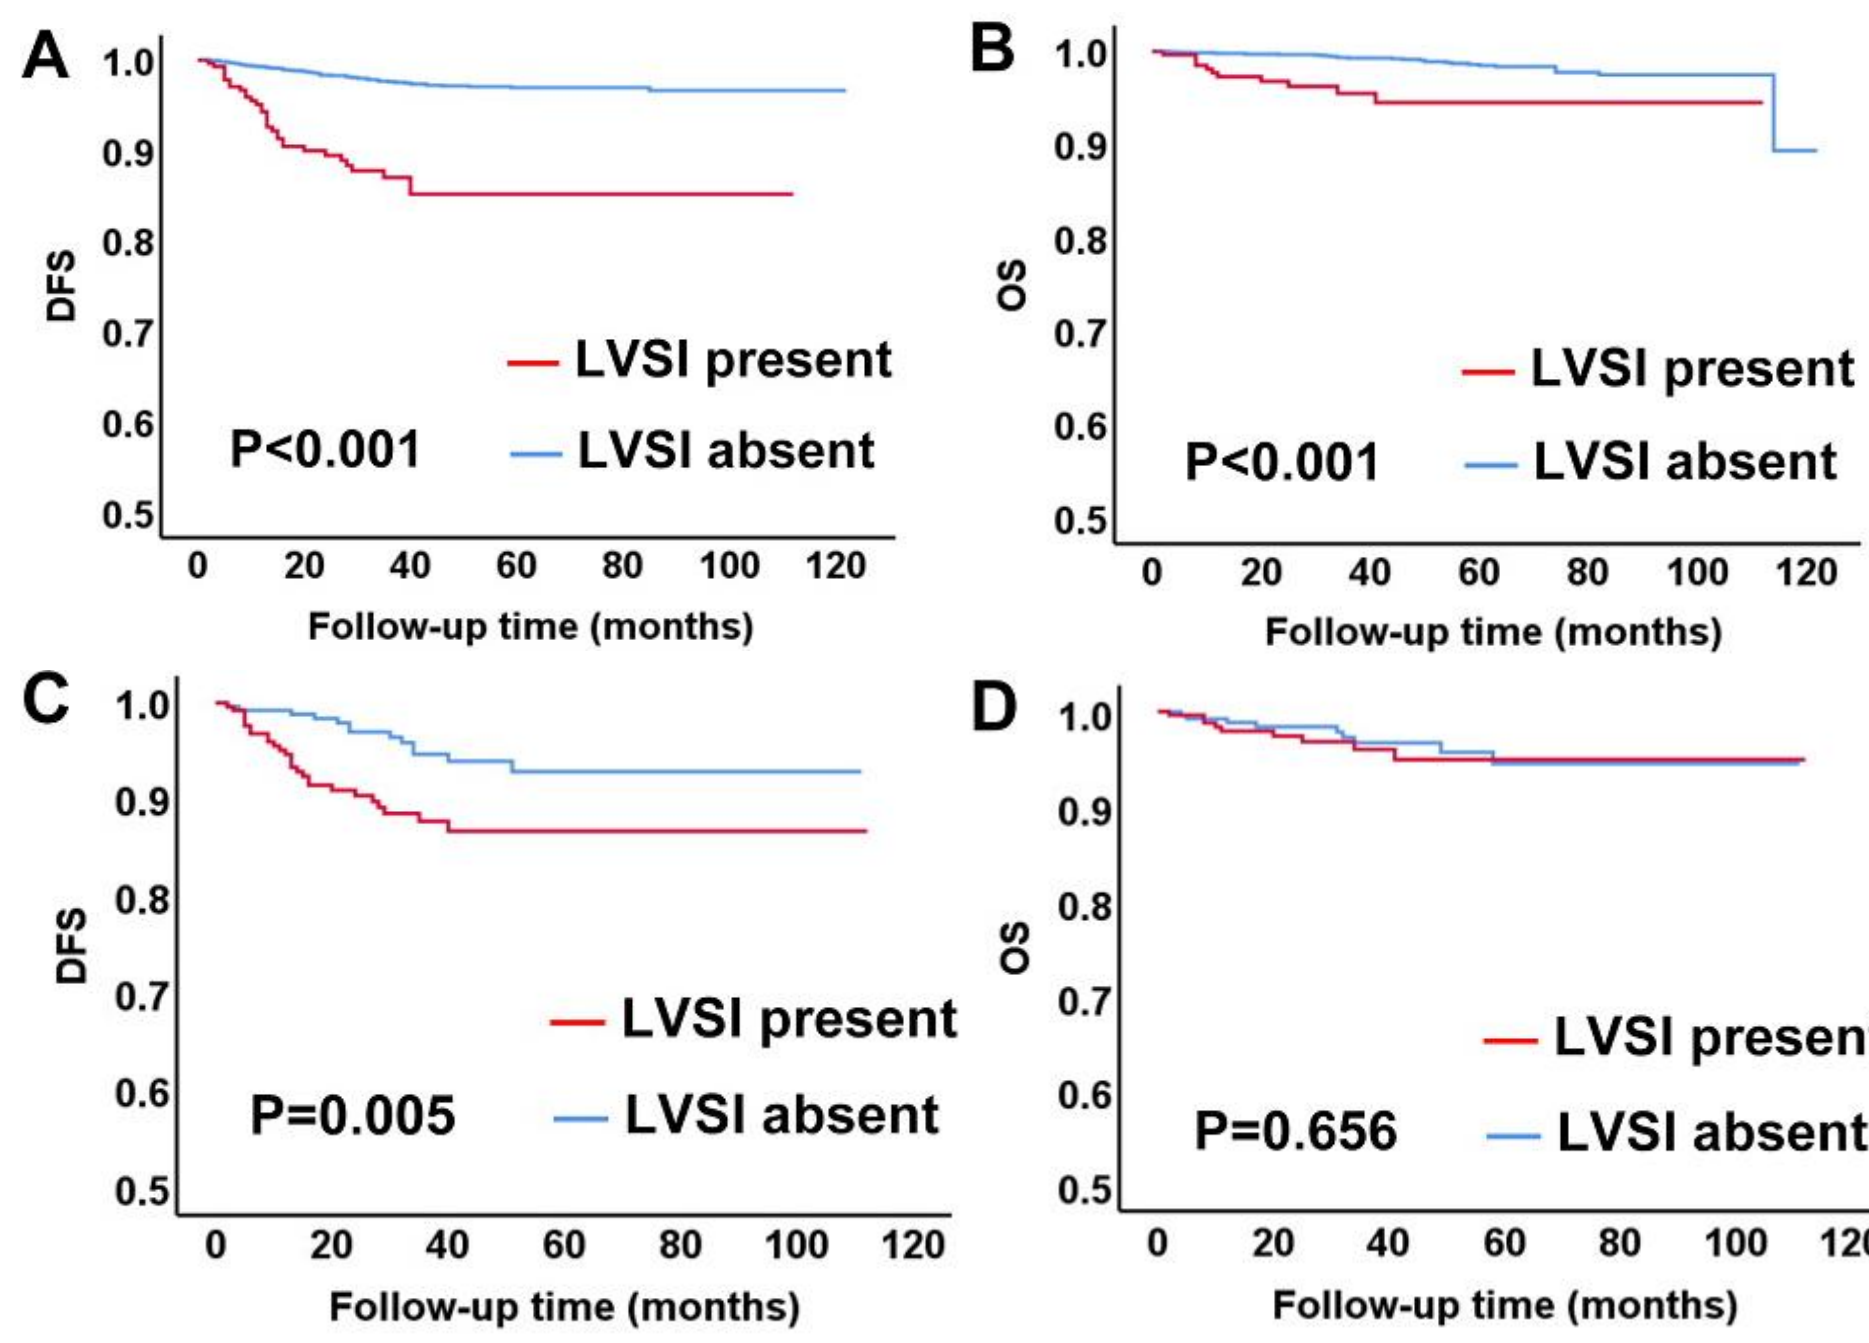 A
1.0
0.9
0.8
0.7
0.6
0.5
DFS
LVSI present
LVSI absent
P<0.001
0 20 40 60 80 100 120
Follow-up time (months)
B
1.0
0.9
0.8
0.7
0.6
0.5
OS
LVSI present
LVSI absent
P<0.001
0 20 40 60 80 100 120
Follow-up time (months)
C
1.0
0.9
0.8
0.7
0.6
0.5
DFS
LVSI present
LVSI absent
P=0.005
0 20 40 60 80 100 120
Follow-up time (months)
D
1.0
0.9
0.8
0.7
0.6
0.5
OS
LVSI present
LVSI absent
P=0.656
0 20 40 60 80 100 120
Follow-up time (months)